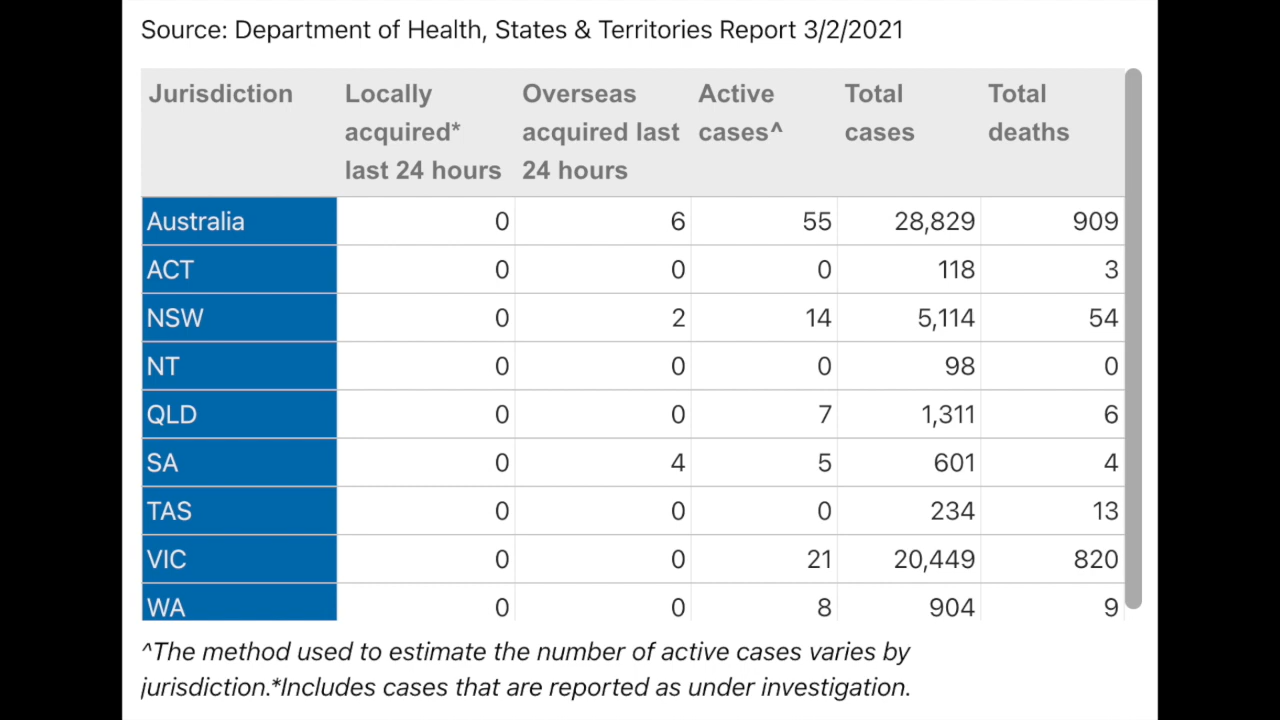 Source: Department of Health, States & Territories Report 3/2/2021
Jurisdiction Locally acquired* last 24 hours Overseas acquired last 24 hours Active cases^ Total cases Total deaths
Australia 0 6 55 28,829 909
ACT 0 0 0 118 3
NSW 0 2 14 5,114 54
NT 0 0 0 98 0
QLD 0 0 7 1,311 6
SA 0 4 5 601 4
TAS 0 0 0 234 13
VIC 0 0 21 20,449 820
WA 0 0 8 904 9
^The method used to estimate the number of active cases varies by
jurisdiction.*Includes cases that are reported as under investigation.